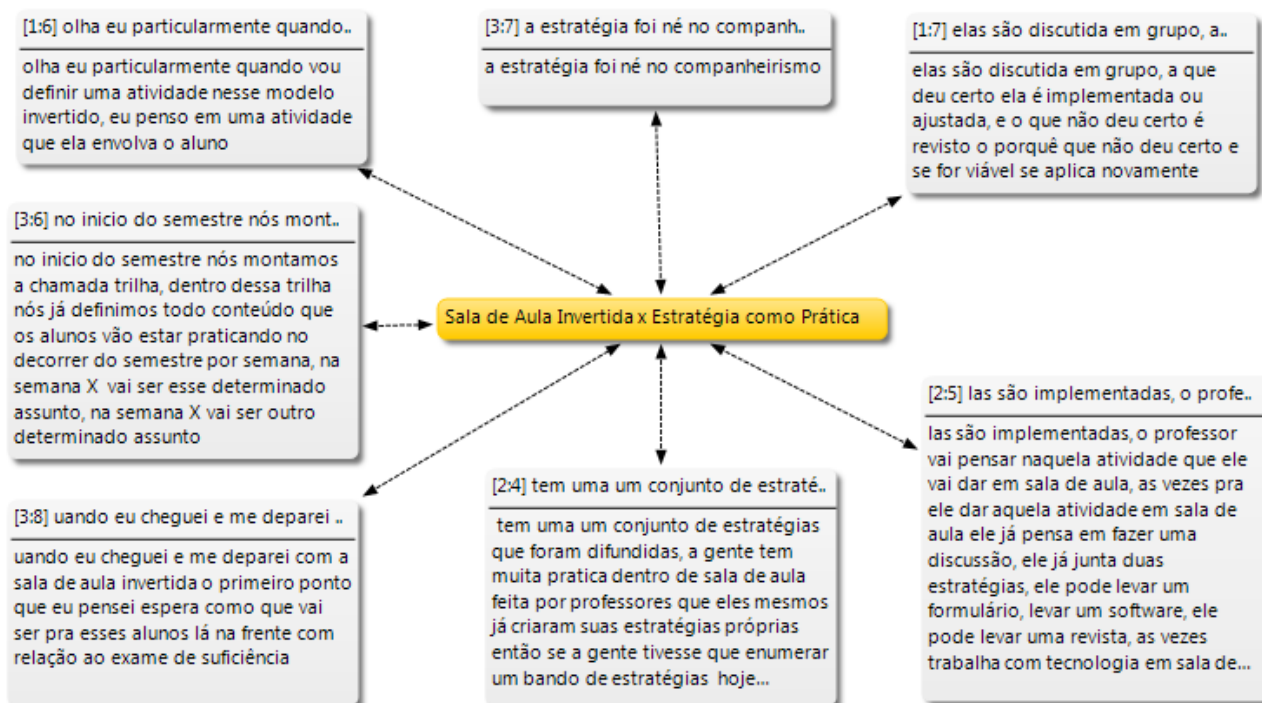 [1:6] olha eu particularmente quando..
olha eu particularmente quando vou
definir uma atividade nesse modelo
invertido, eu penso em uma atividade
que ela envolva o aluno
[3:7] a estratégia foi né no companh..
a estratégia foi né no companheirismo
[1:7] elas são discutida em grupo, a..
elas são discutida em grupo, a que
deu certo ela é implementada ou
ajustada, e o que não deu certo é
revisto o porquê que não deu certo e
se for viável se aplica novamente
[3:6] no inicio do semestre nós mont..
no inicio do semestre nós montamos
a chamada trilha, dentro dessa trilha
nós já definimos todo conteúdo que
os alunos vão estar praticando no
decorrer do semestre por semana, na
semana X vai ser esse determinado
assunto, na semana X vai ser outro
determinado assunto
Sala de Aula Invertida x Estratégia como Prática
[3:8] uando eu cheguei e me deparei ..
uando eu cheguei e me deparei com a
sala de aula invertida o primeiro ponto
que eu pensei espera como que vai
ser pra esses alunos lá na frente com
relação ao exame de suficiência
[2:4] tem uma um conjunto de estraté..
tem uma um conjunto de estratégias
que foram difundidas, a gente tem
muita pratica dentro de sala de aula
feita por professores que eles mesmos
já criaram suas estratégias próprias
então se a gente tivesse que enumerar
um bando de estratégias hoje...
[2:5] las são implementadas, o profe..
las são implementadas, o professor
vai pensar naquela atividade que ele
vai dar em sala de aula, as vezes pra
ele dar aquela atividade em sala de
aula ele já pensa em fazer uma
discussão, ele já junta duas
estratégias, ele pode levar um
formulário, levar um software, ele
pode levar uma revista, as vezes
trabalha com tecnologia em sala de...